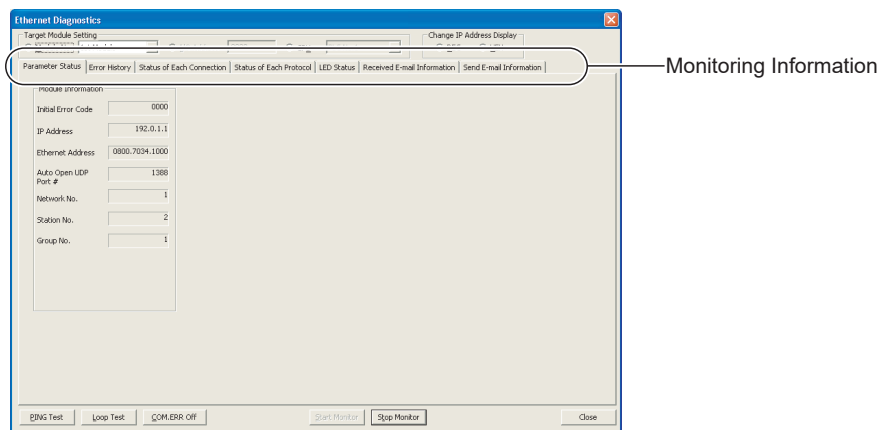 Ethernet Diagnostics
Target Module Setting
Change IP Address Display
Parameter Status Error History Status of Each Connection Status of Each Protocol LED Status Received E-mail Information Send E-mail Information
Monitoring Information
Module Information
Initial Error Code 0000
IP Address 192.0.1.1
Ethernet Address 0800.7034.1000
Auto Open UDP
Port # 1388
Network No. 1
Station No. 2
Group No. 1
PING Test Loop Test COM.ERR Off Start Monitor Stop Monitor Close